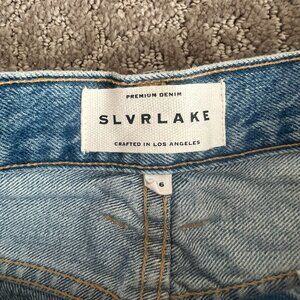 PREMIUM DENIM
SLVRLAKE
CRAFTED IN LOS ANGELES
6